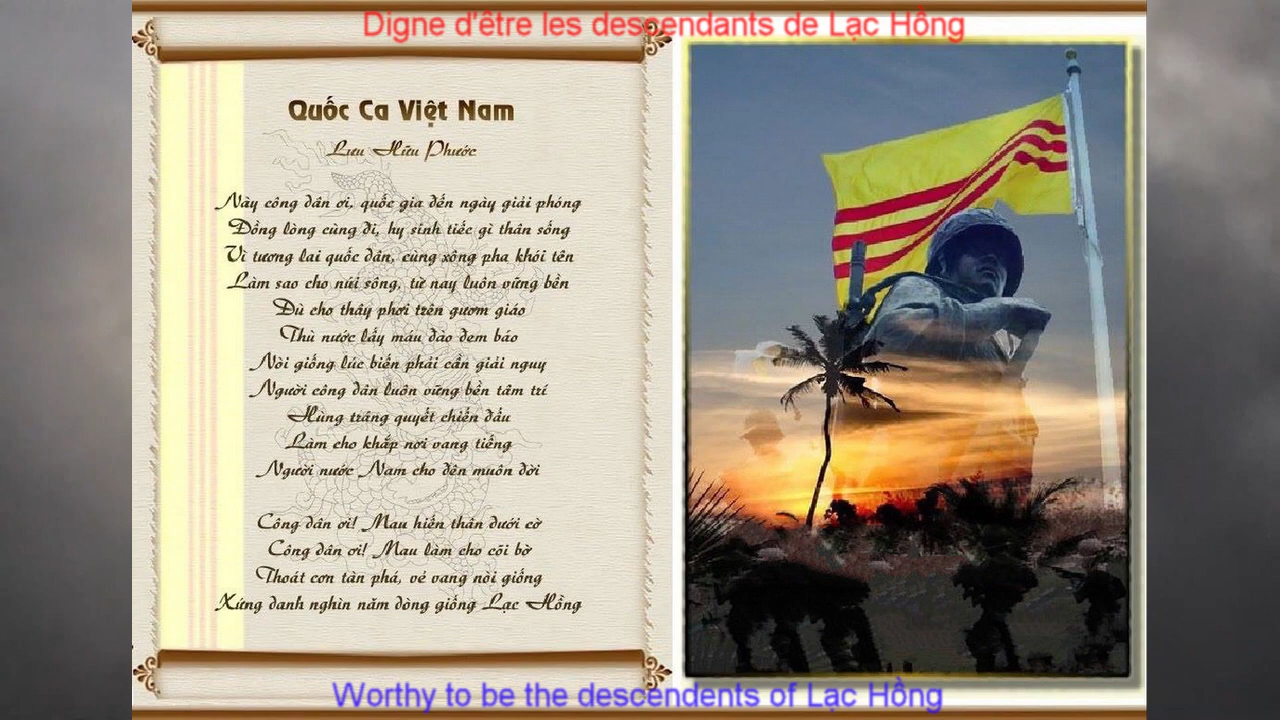 Digne d'être les descendants de Lạc Hồng
Quốc Ca Việt Nam
Lưu Hữu Phước
Này công dân ơi, quốc gia đến ngày giải phóng
Đồng lòng cùng đi, hy sinh tiếc gì thân sống
Vì tương lai quốc dân, cùng xông pha khói tên
Làm sao cho núi sông, từ nay luôn vững bền
Dù cho thây phơi trên gươm giáo
Thù nước lấy máu đào đem báo
Nòi giống lúc biến phải cần giải nguy
Người công dân luôn vững bền tâm trí
Hùng tráng quyết chiến đấu
Làm cho khắp nơi vang tiếng
Người nước Nam cho đến muôn đời
Công dân ơi! Mau hiến thân dưới cờ
Công dân ơi! Mau làm cho cõi bờ
Thoát cơn tàn phá, vẻ vang nòi giống
Xứng danh nghìn năm dòng giống Lạc Hồng
Worthy to be the descendents of Lạc Hồng